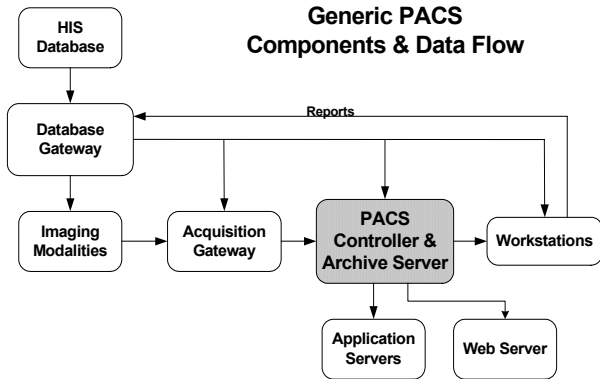 Generic PACS
Components & Data Flow
HIS
Database
Reports
Database
Gateway
Imaging
Modalities
Acquisition
Gateway
PACS
Controller &
Archive Server
Workstations
Application
Servers
Web Server